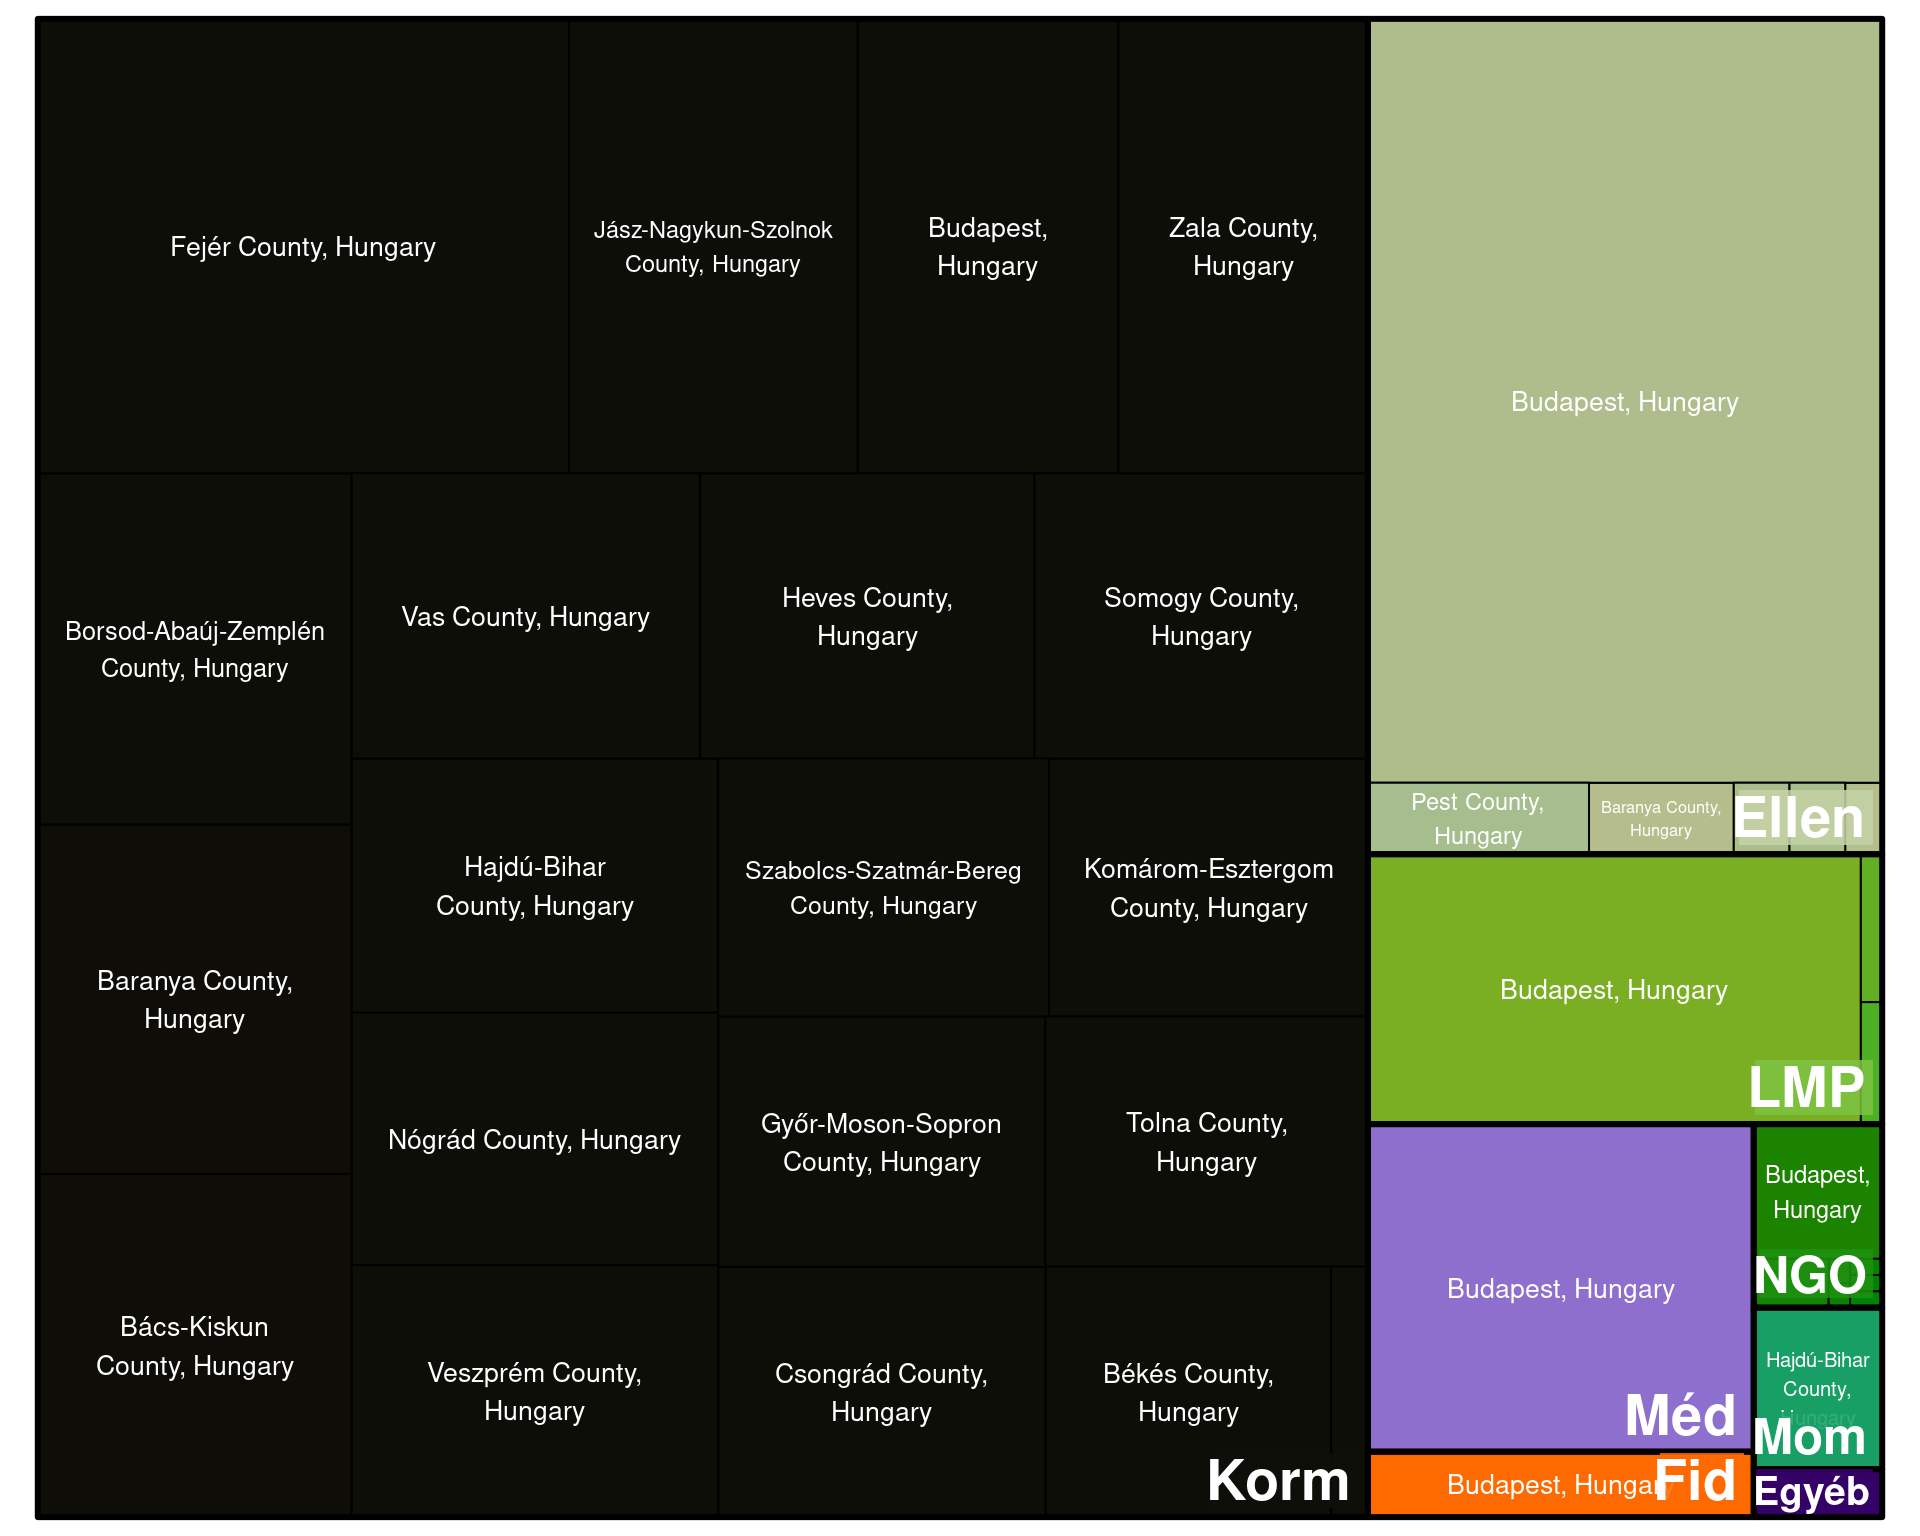 Fejér County, Hungary
Jász-Nagykun-Szolnok
County, Hungary
Budapest,
Hungary
Zala County,
Hungary
Borsod-Abaúj-Zemplén
County, Hungary
Vas County, Hungary
Heves County,
Hungary
Somogy County,
Hungary
Baranya County,
Hungary
Hajdú-Bihar
County, Hungary
Szabolcs-Szatmár-Bereg
County, Hungary
Komárom-Esztergom
County, Hungary
Nógrád County, Hungary
Győr-Moson-Sopron
County, Hungary
Tolna County,
Hungary
Bács-Kiskun
County, Hungary
Veszprém County,
Hungary
Csongrád County,
Hungary
Békés County,
Hungary
Korm
Budapest, Hungary
Pest County,
Hungary
Baranya County,
Hungary
Ellen
Budapest, Hungary
LMP
Budapest, Hungary
Méd
Budapest,
Hungary
NGO
Hajdú-Bihar
County,
Hungary
Mom
Budapest, Hungary
Fid
Egyéb